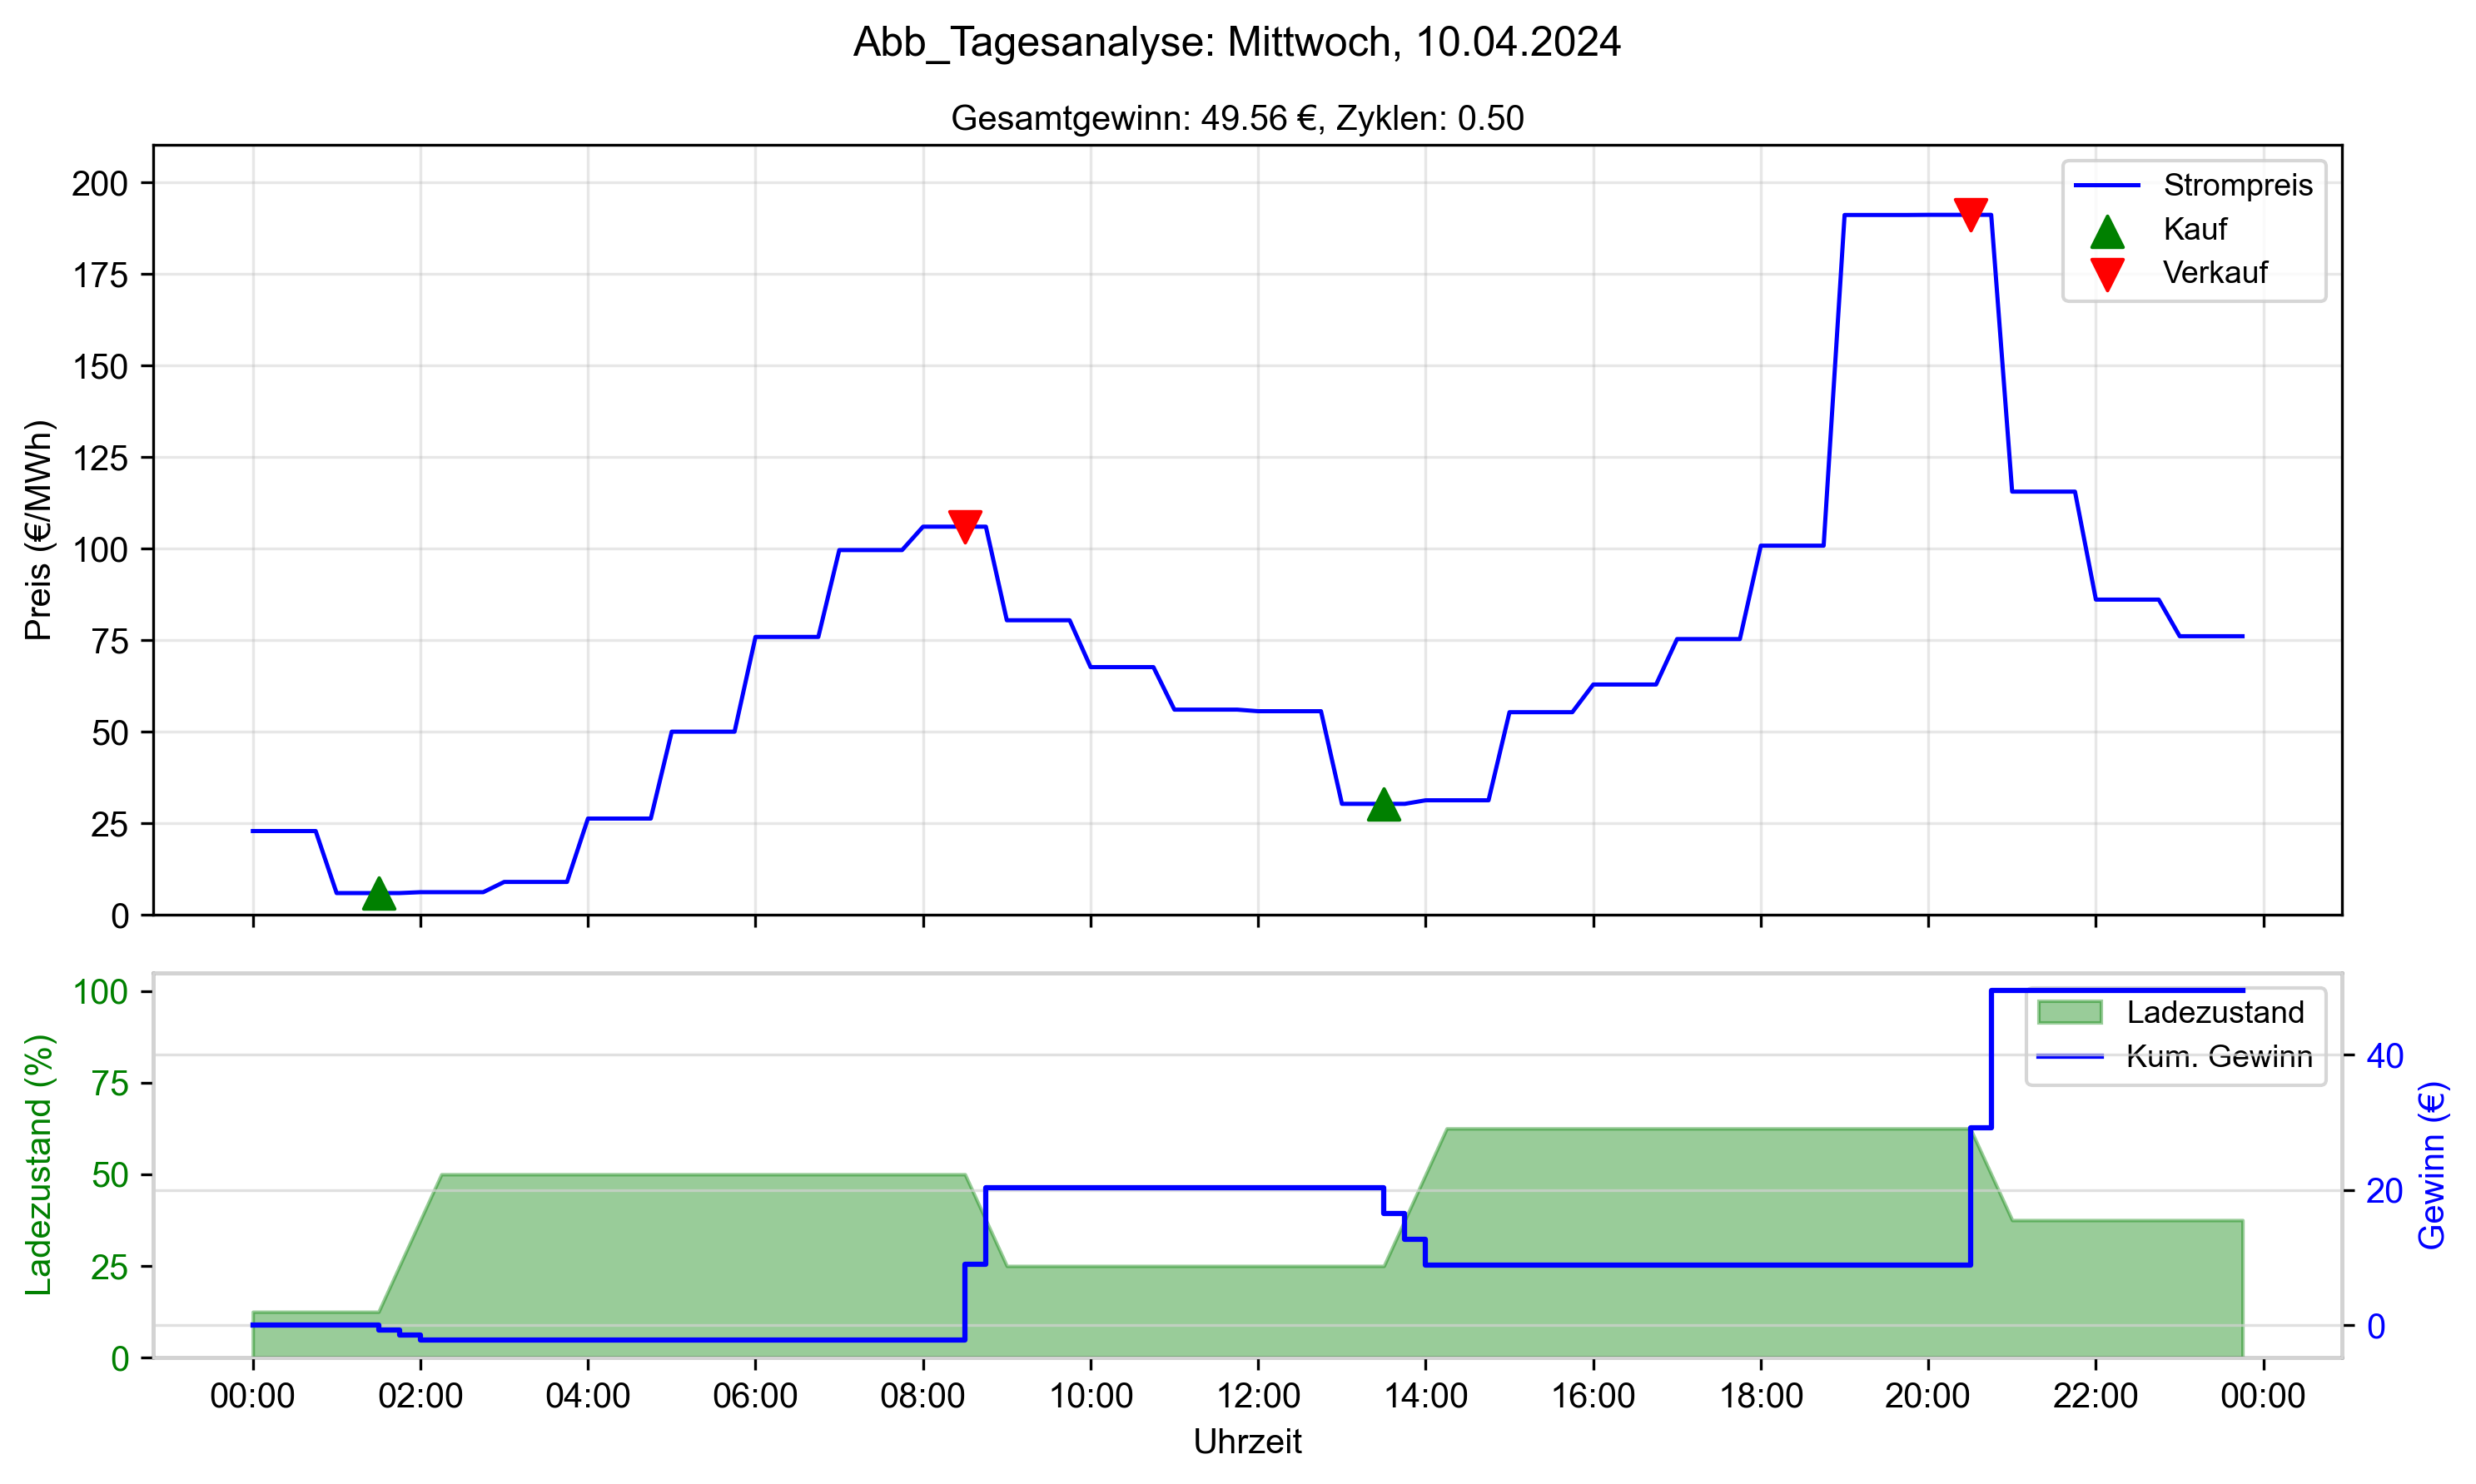 Abb_Tagesanalyse: Mittwoch, 10.04.2024
Gesamtgewinn: 49.56 €, Zyklen: 0.50
Preis (€/MWh)
200
175
150
125
100
75
50
25
0
Strompreis
Kauf
Verkauf
Ladezustand (%)
100
75
50
25
0
Ladezustand
Kum. Gewinn
40
20
0
Gewinn (€)
00:00 02:00 04:00 06:00 08:00 10:00 12:00 14:00 16:00 18:00 20:00 22:00 00:00
Uhrzeit